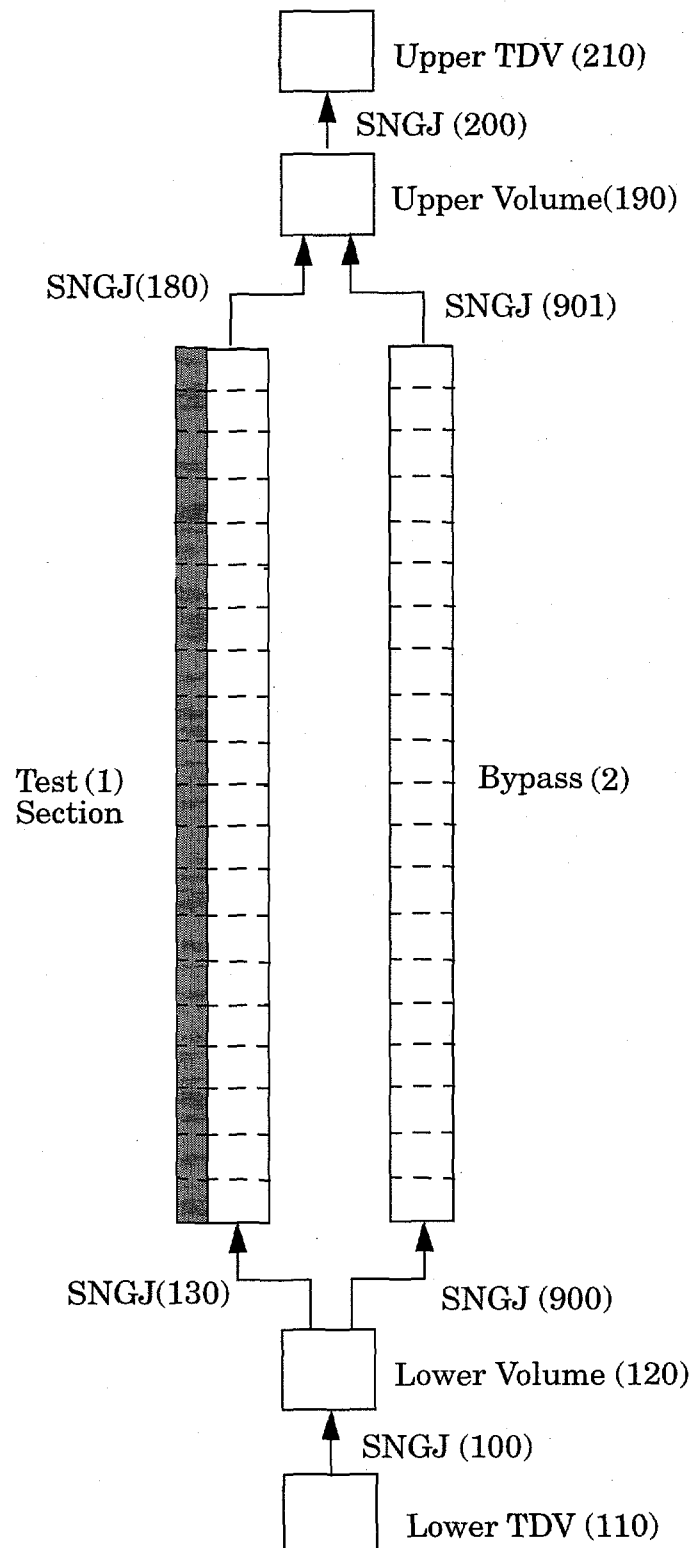 Upper TDV (210)
SNGJ (200)
Upper Volume(190)
SNGJ(180)
SNGJ (901)
Test (1)
Section
Bypass (2)
SNGJ(130)
SNGJ (900)
Lower Volume (120)
SNGJ (100)
Lower TDV (110)